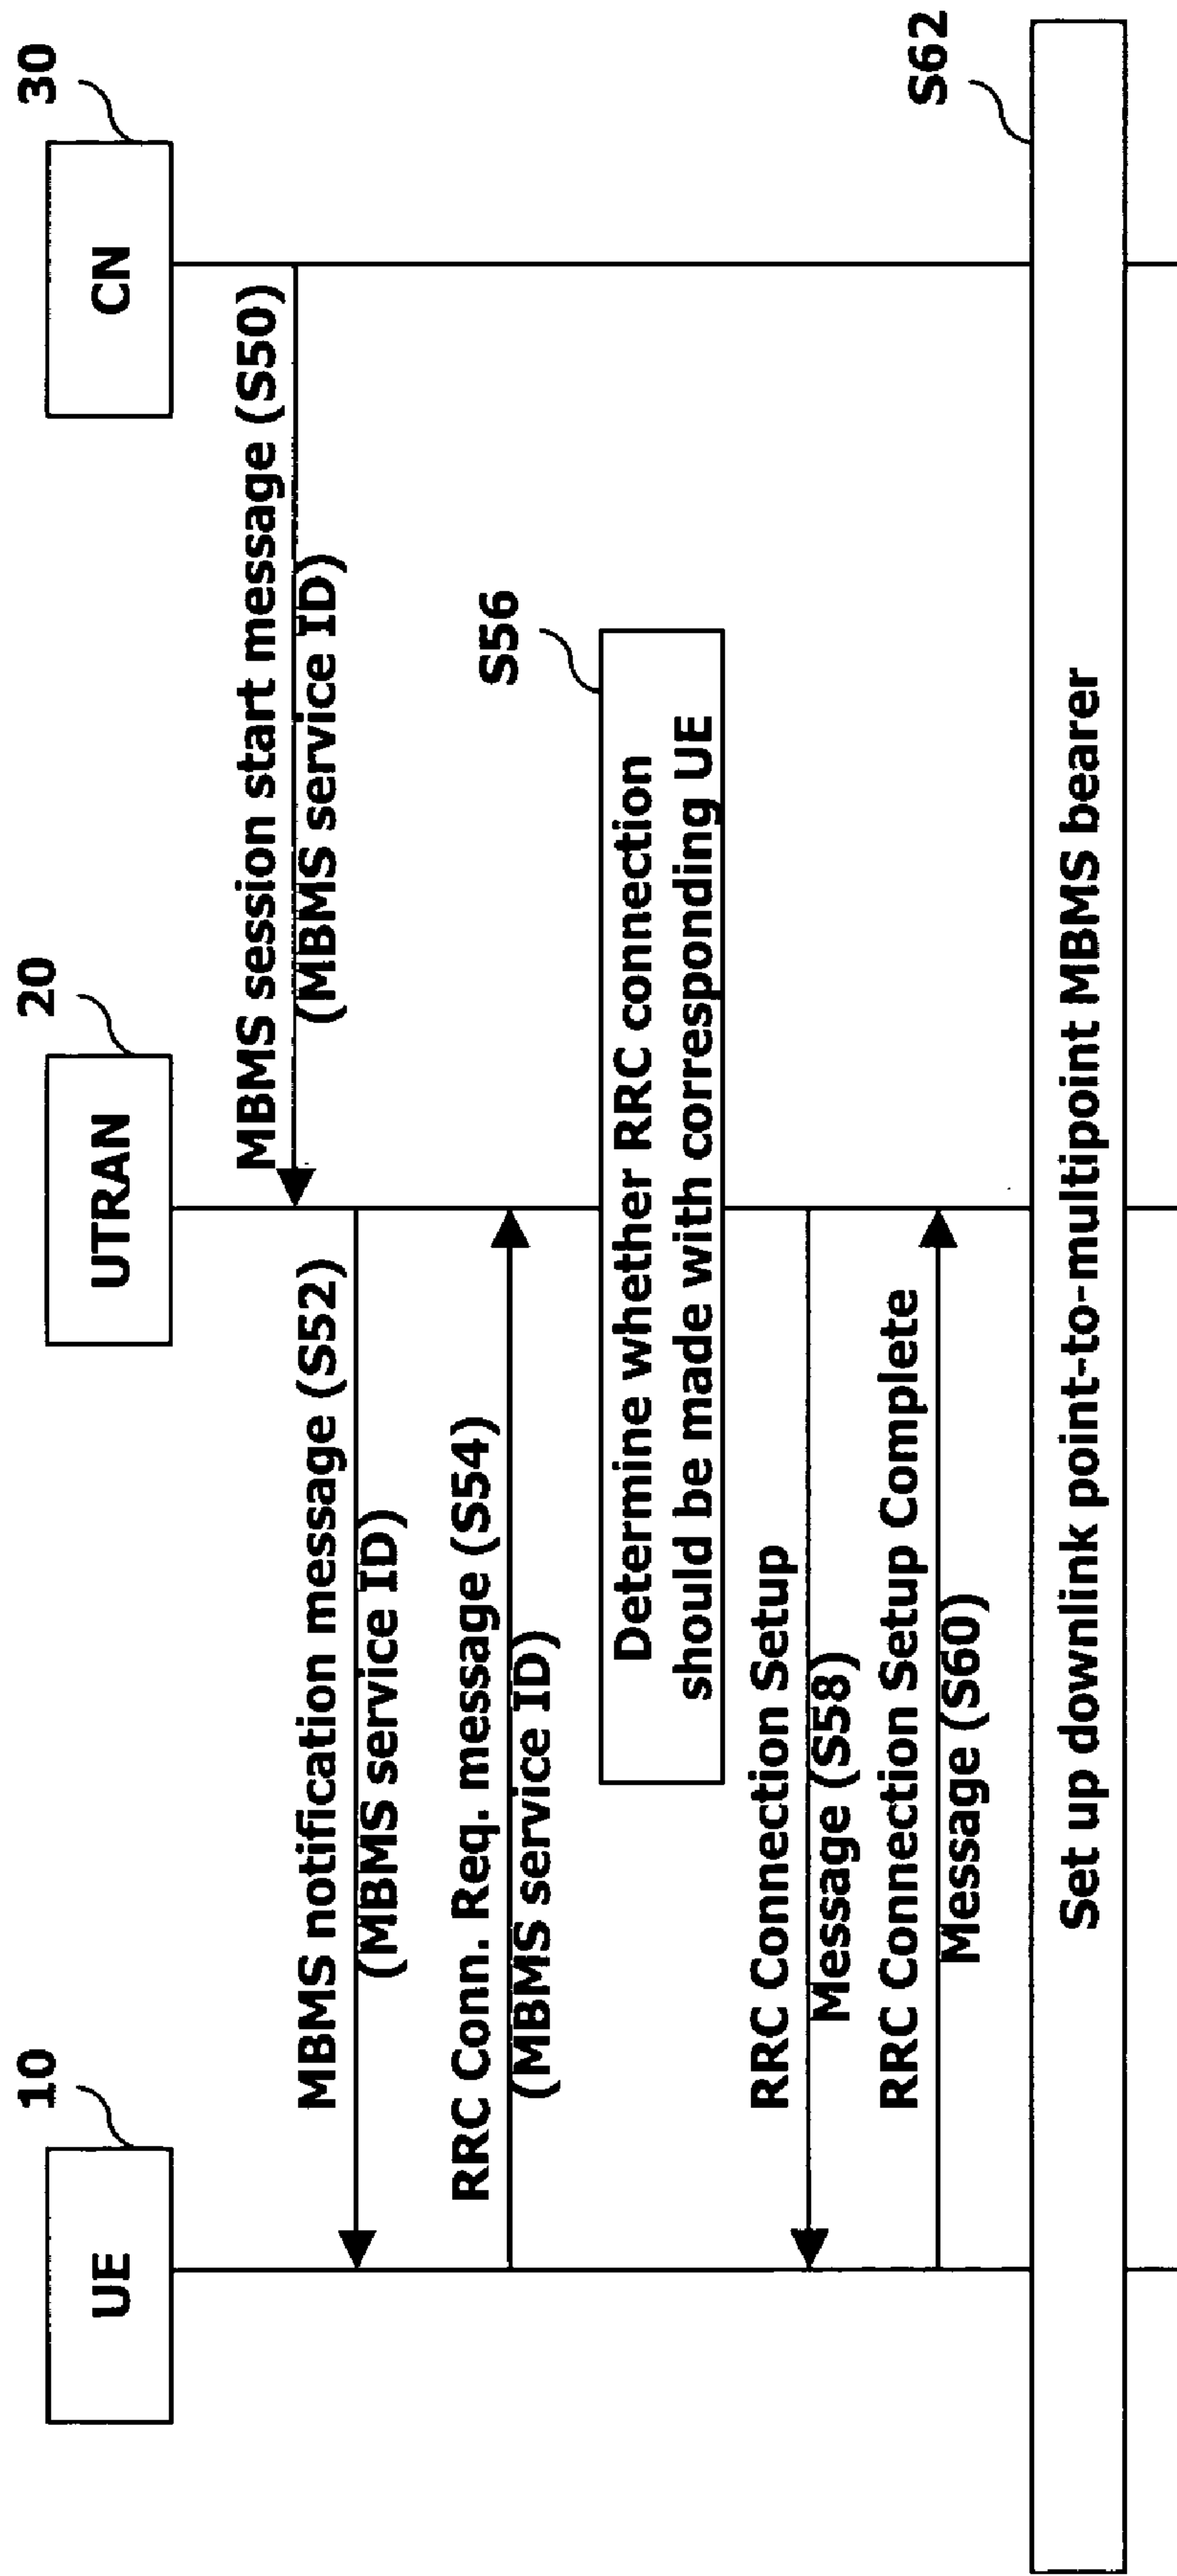 10
20
30
UE
UTRAN
CN
MBMS session start message (S50)
(MBMS service ID)
MBMS notification message (S52)
(MBMS service ID)
RRC Conn. Req. message (S54)
(MBMS service ID)
S56
Determine whether RRC connection
should be made with corresponding UE
RRC Connection Setup
Message (S58)
RRC Connection Setup Complete
Message (S60)
S62
Set up downlink point-to-multipoint MBMS bearer